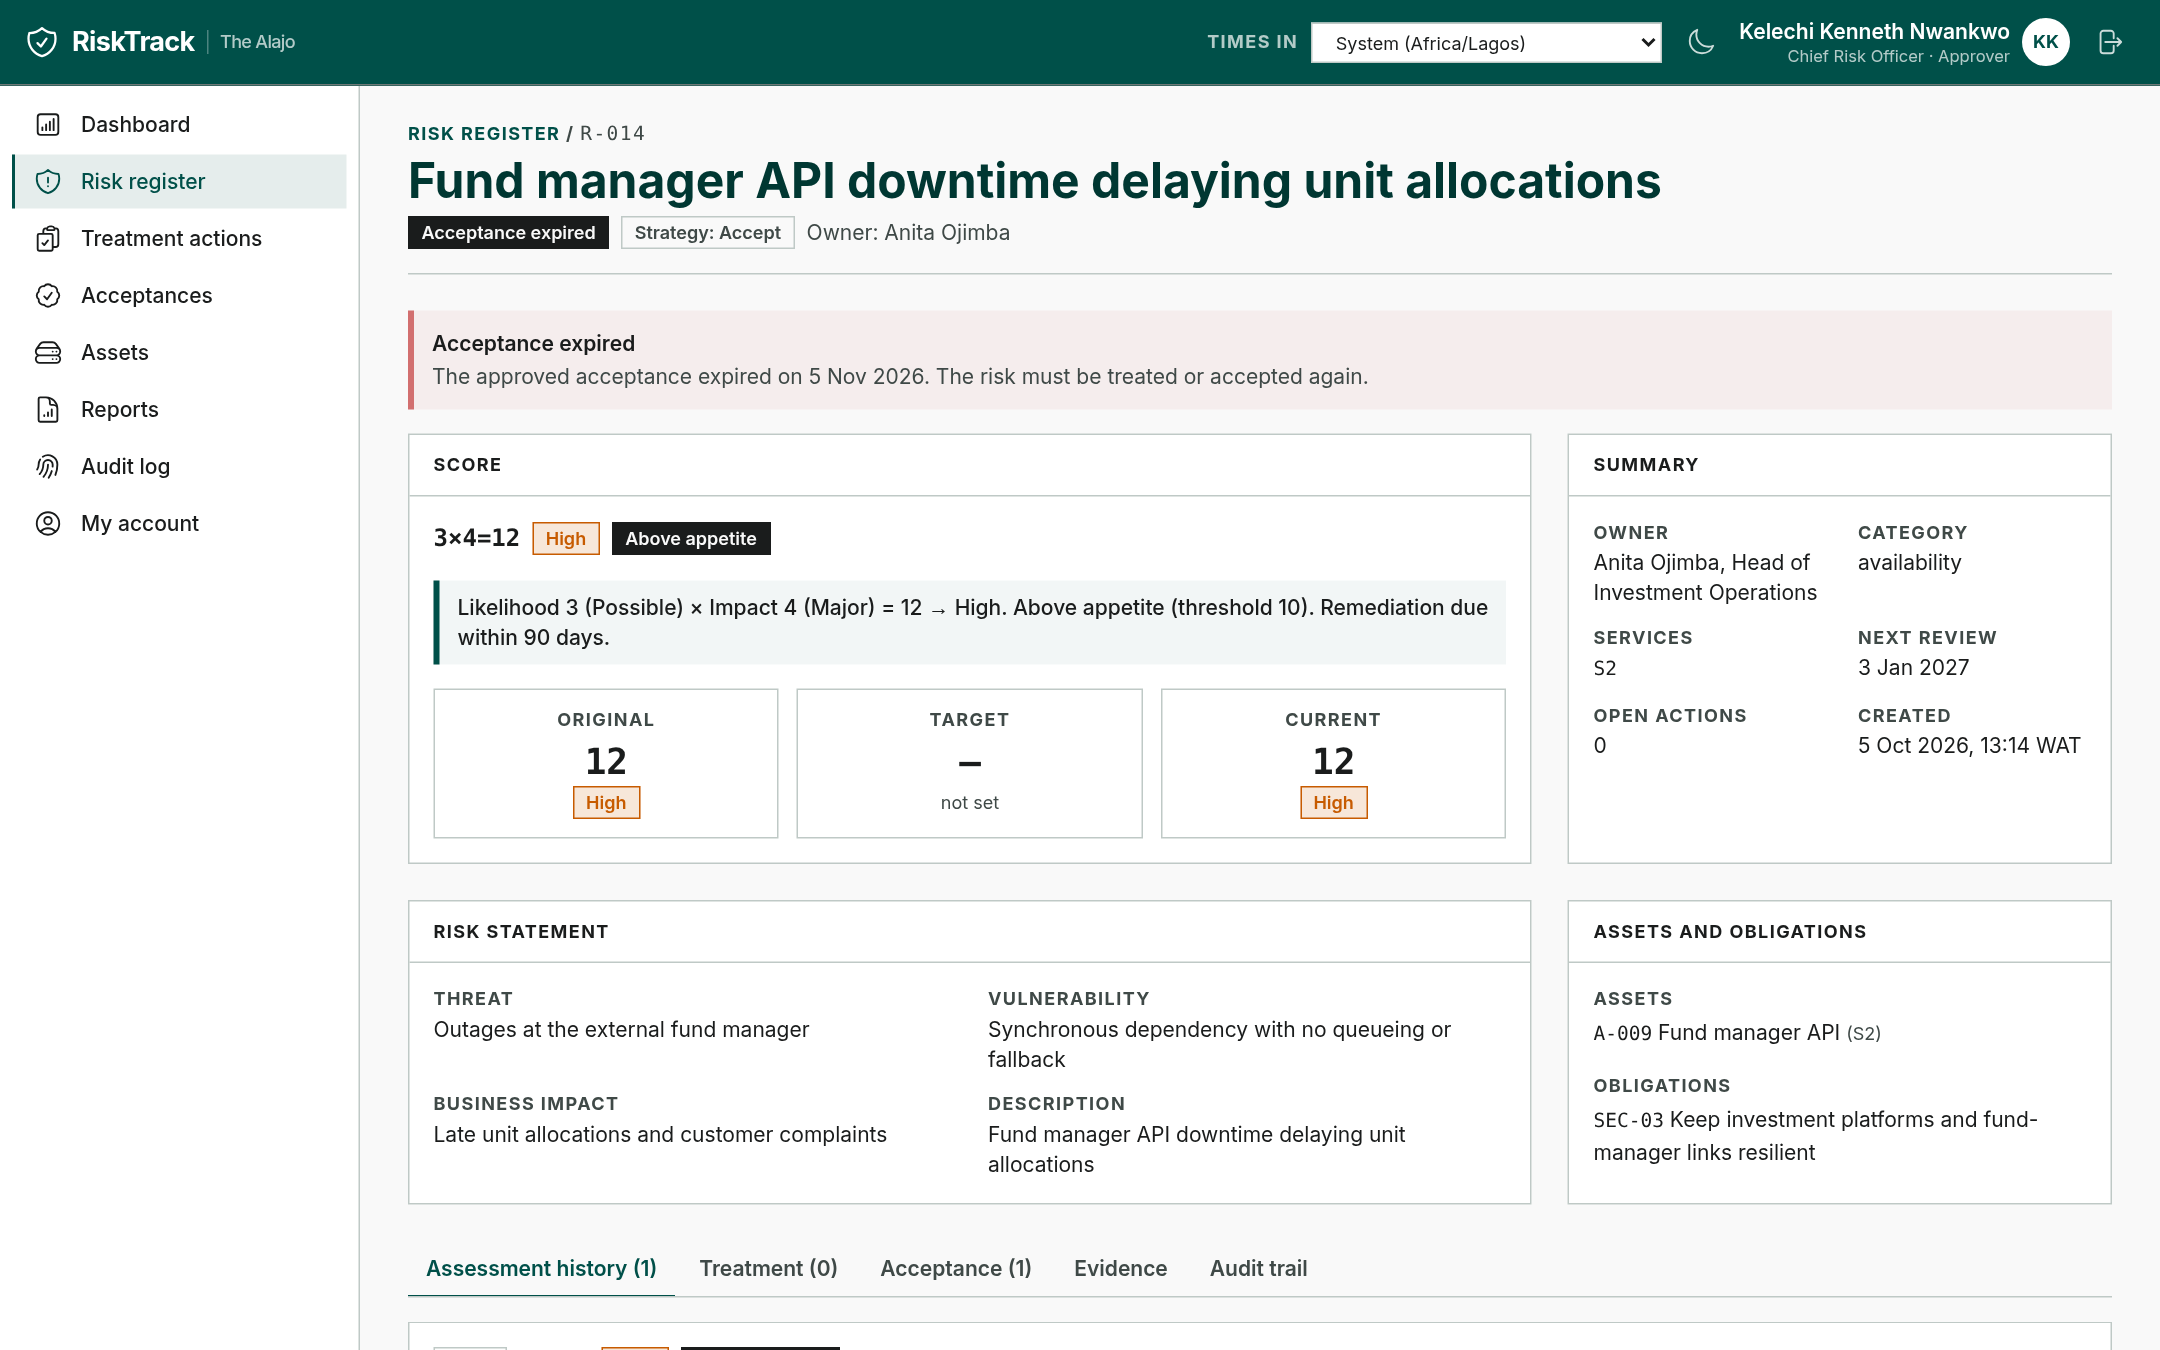 RiskTrack
The Alajo
TIMES IN
System (Africa/Lagos)
Kelechi Kenneth Nwankwo
Chief Risk Officer · Approver
KK
Dashboard
Risk register
Treatment actions
Acceptances
Assets
Reports
Audit log
My account
RISK REGISTER / R-014
Fund manager API downtime delaying unit allocations
Acceptance expired
Strategy: Accept
Owner: Anita Ojimba
Acceptance expired
The approved acceptance expired on 5 Nov 2026. The risk must be treated or accepted again.
SCORE
3×4=12
High
Above appetite
Likelihood 3 (Possible) × Impact 4 (Major) = 12 → High. Above appetite (threshold 10). Remediation due
within 90 days.
ORIGINAL
12
High
TARGET
–
not set
CURRENT
12
High
SUMMARY
OWNER
Anita Ojimba, Head of
Investment Operations
CATEGORY
availability
SERVICES
S2
NEXT REVIEW
3 Jan 2027
OPEN ACTIONS
0
CREATED
5 Oct 2026, 13:14 WAT
RISK STATEMENT
THREAT
Outages at the external fund manager
VULNERABILITY
Synchronous dependency with no queueing or
fallback
BUSINESS IMPACT
Late unit allocations and customer complaints
DESCRIPTION
Fund manager API downtime delaying unit
allocations
ASSETS AND OBLIGATIONS
ASSETS
A-009 Fund manager API (S2)
OBLIGATIONS
SEC-03 Keep investment platforms and fund-
manager links resilient
Assessment history (1)
Treatment (0)
Acceptance (1)
Evidence
Audit trail